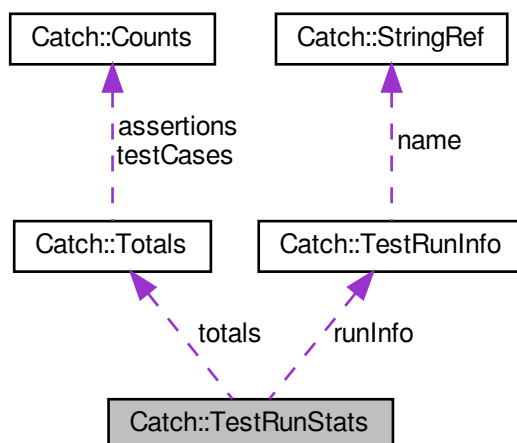 Catch::Counts
Catch::StringRef
assertions
testCases
name
Catch::Totals
Catch::TestRunInfo
totals
runInfo
Catch::TestRunStats